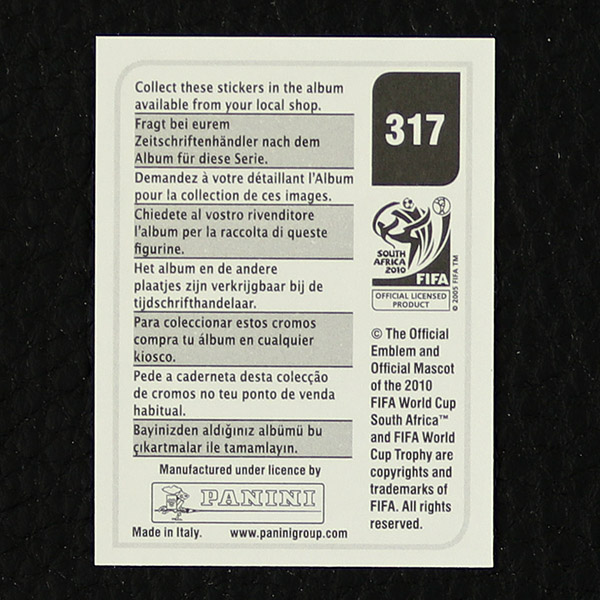 Collect these stickers in the album
available from your local shop.
Fragt bei eurem
Zeitschriftenhändler nach dem
Album für diese Serie.
Demandez à votre détaillant l'Album
pour la collection de ces images.
Chiedete al vostro rivenditore
l'album per la raccolta di queste
figurine.
Het album en de andere
plaatjes zijn verkrijgbaar bij de
tijdschrifthandelaar.
Para coleccionar estos cromos
compra tu álbum en cualquier
kiosco.
Pede a caderneta desta colecção
de cromos no teu ponto de venda
habitual.
Bayinizden aldığınız albümü bu
çıkartmalar ile tamamlayın.
Manufactured under licence by
PANINI
Made in Italy. www.paninigroup.com
317
SOUTH
AFRICA
2010
FIFA
OFFICIAL LICENSED
PRODUCT
© 2005 FIFA TM
© The Official
Emblem and
Official Mascot
of the 2010
FIFA World Cup
South Africa™
and FIFA World
Cup Trophy are
copyrights and
trademarks of
FIFA. All rights
reserved.